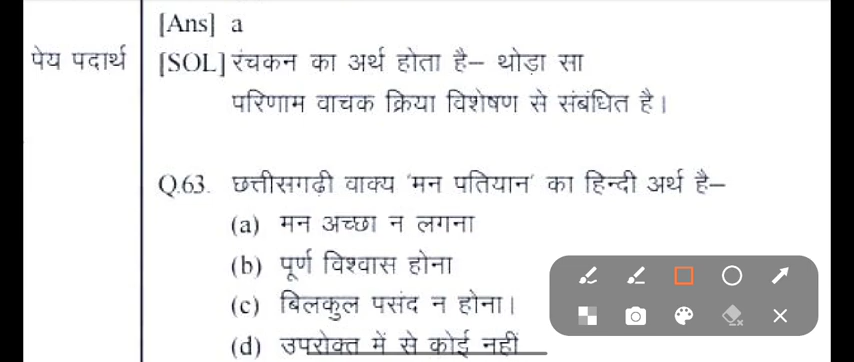 [Ans] a
पेय पदार्थ
[SOL] रंचकन का अर्थ होता है– थोड़ा सा
परिणाम वाचक क्रिया विशेषण से संबंधित है।
Q.63. छत्तीसगढ़ी वाक्य 'मन पतियान' का हिन्दी अर्थ है–
(a) मन अच्छा न लगना
(b) पूर्ण विश्वास होना
(c) बिलकुल पसंद न होना।
(d) उपरोक्त में से कोई नहीं